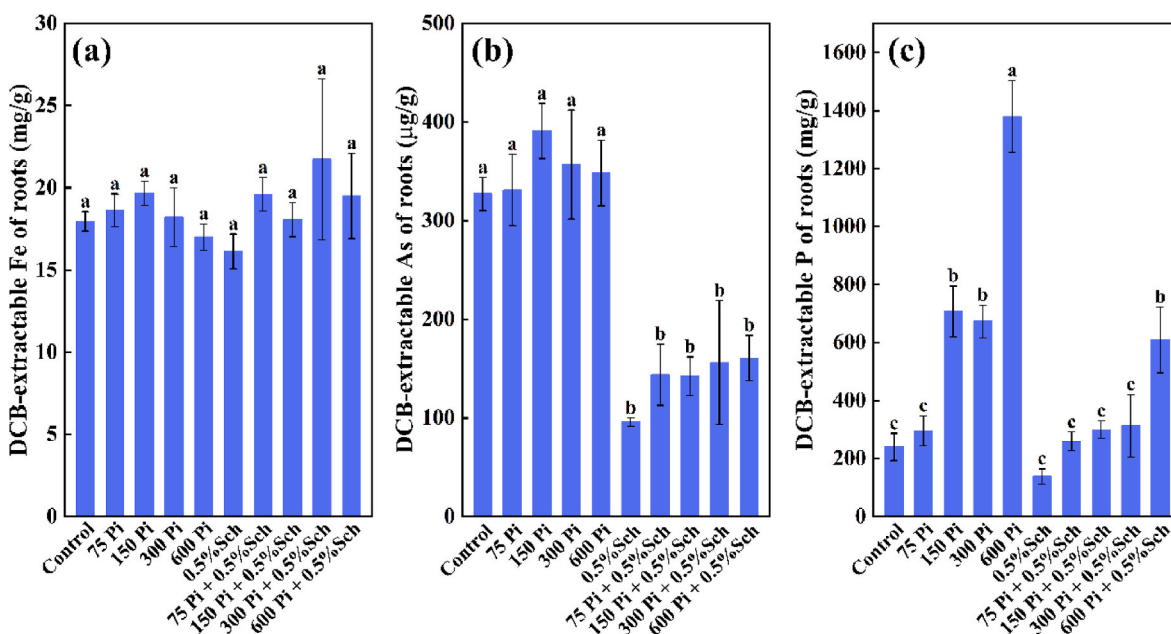 (a)
DCB-extractable Fe of roots (mg/g)
30
25
20
15
10
5
0
a a a a a a a a a a
Control
75 Pi
150 Pi
300 Pi
600 Pi
0.5%Sch
75 Pi + 0.5%Sch
150 Pi + 0.5%Sch
300 Pi + 0.5%Sch
600 Pi + 0.5%Sch
(b)
DCB-extractable As of roots (μg/g)
400
300
200
100
0
a a a a a b b b b b
Control
75 Pi
150 Pi
300 Pi
600 Pi
0.5%Sch
75 Pi + 0.5%Sch
150 Pi + 0.5%Sch
300 Pi + 0.5%Sch
600 Pi + 0.5%Sch
(c)
DCB-extractable P of roots (mg/g)
1600
1400
1200
1000
800
600
400
200
0
c c b b a c c c c b
Control
75 Pi
150 Pi
300 Pi
600 Pi
0.5%Sch
75 Pi + 0.5%Sch
150 Pi + 0.5%Sch
300 Pi + 0.5%Sch
600 Pi + 0.5%Sch